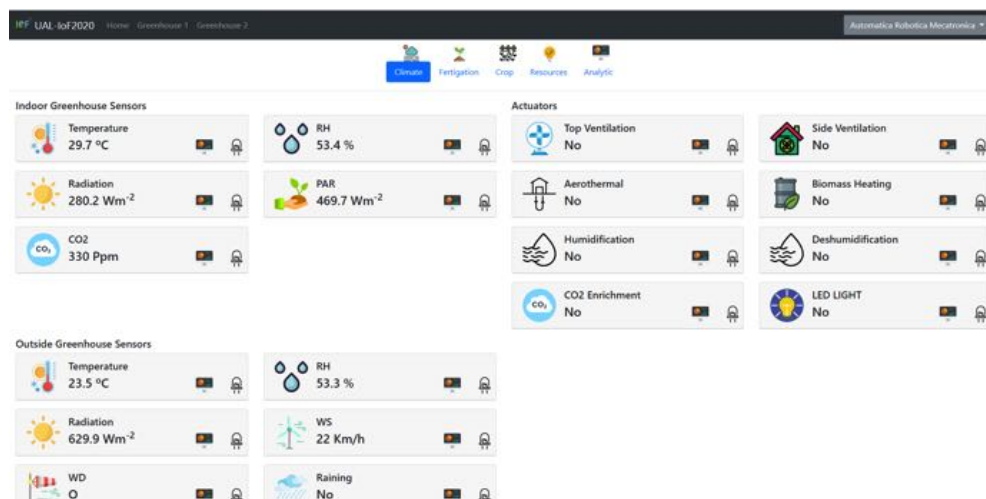 IoF UAL-IoF2020 Home Greenhouse 1 Greenhouse 2
Automatica Robotica Mecatronica
Climate Fertigation Crop Resources Analytic
Indoor Greenhouse Sensors
Temperature
29.7 ºC
RH
53.4 %
Radiation
280.2 Wm-2
PAR
469.7 Wm-2
CO2
CO2
330 Ppm
Actuators
Top Ventilation
No
Side Ventilation
No
Aerothermal
No
Biomass Heating
No
Humidification
No
Deshumidification
No
CO2
CO2 Enrichment
No
LED LIGHT
No
Outside Greenhouse Sensors
Temperature
23.5 ºC
RH
53.3 %
Radiation
629.9 Wm-2
WS
22 Km/h
WD
O
Raining
No